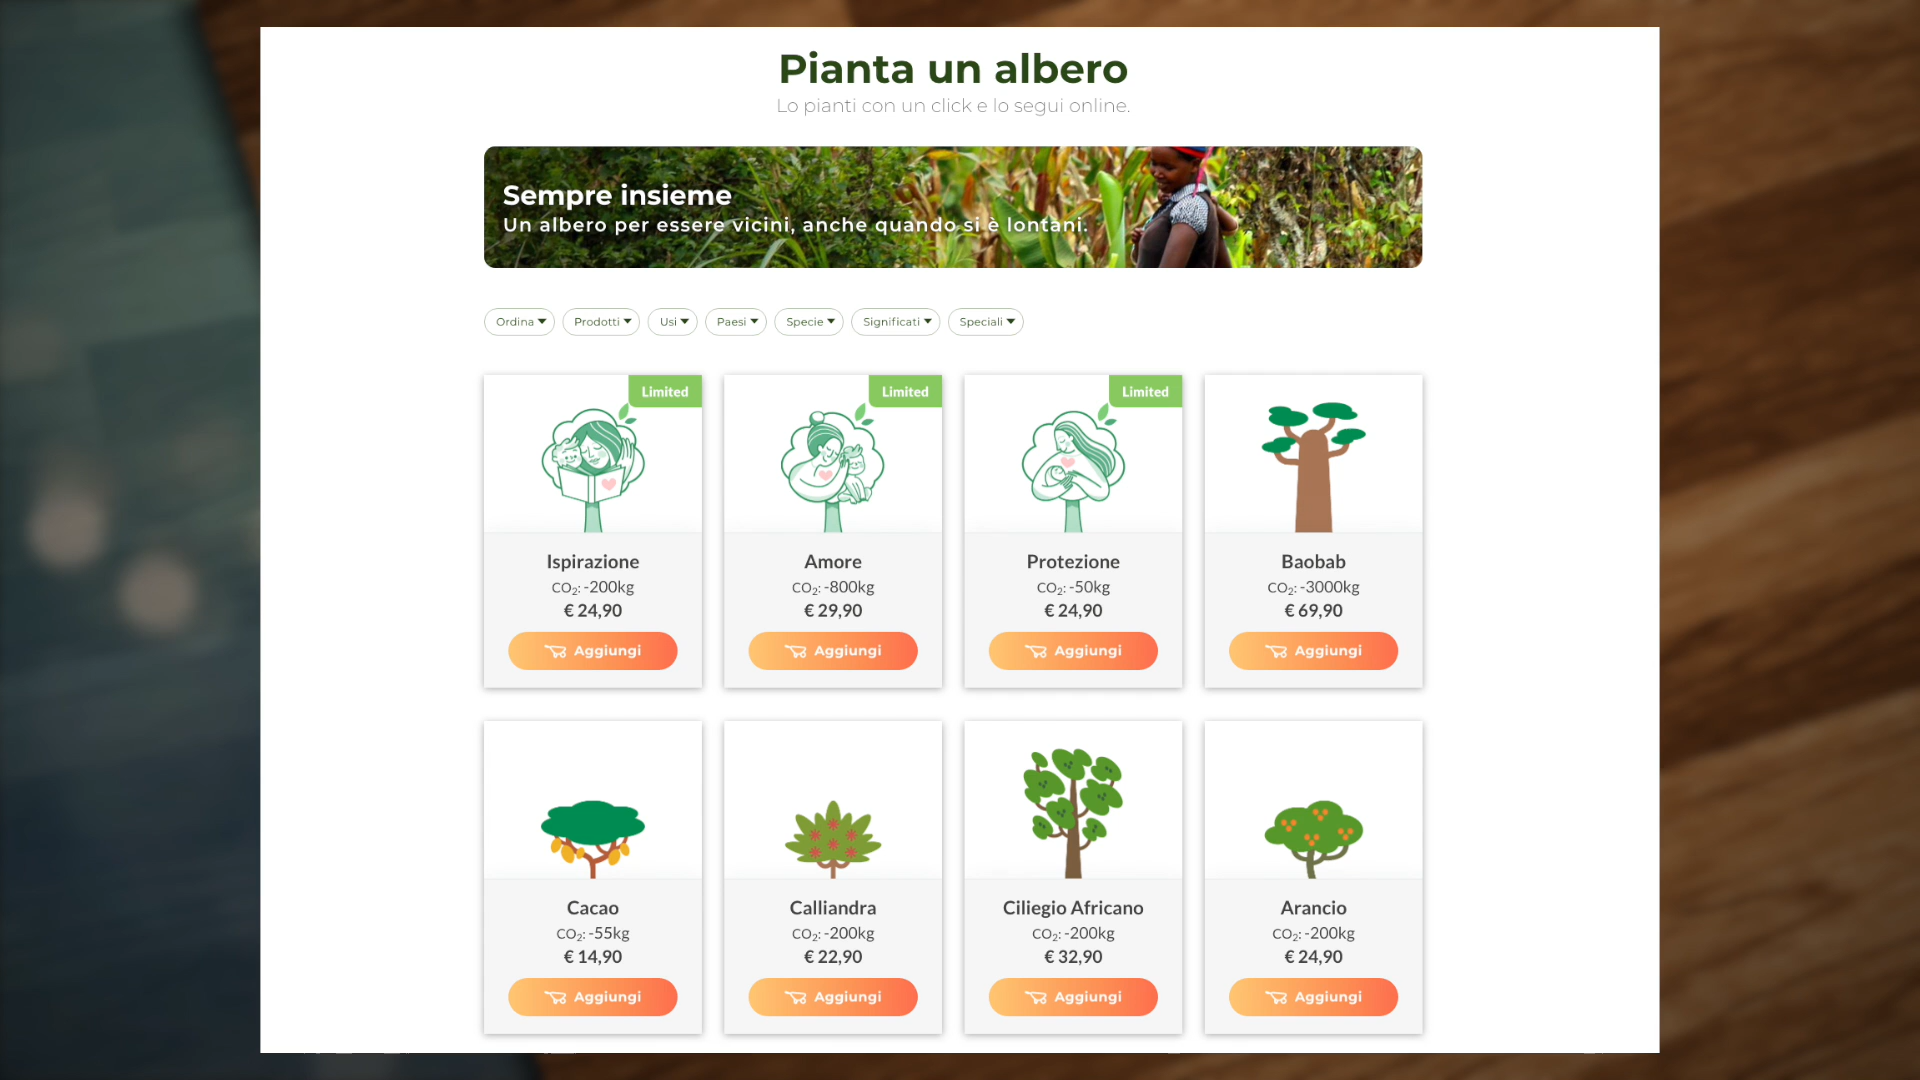 Pianta un albero
Lo pianti con un click e lo segui online.
Sempre insieme
Un albero per essere vicini, anche quando si è lontani.
Ordina Prodotti Usi Paesi Specie Significati Speciali
Limited Limited Limited
Ispirazione Amore Protezione Baobab
CO₂: -200kg CO₂: -800kg CO₂: -50kg CO₂: -3000kg
€ 24,90 € 29,90 € 24,90 € 69,90
Aggiungi Aggiungi Aggiungi Aggiungi
Cacao Calliandra Ciliegio Africano Arancio
CO₂: -55kg CO₂: -200kg CO₂: -200kg CO₂: -200kg
€ 14,90 € 22,90 € 32,90 € 24,90
Aggiungi Aggiungi Aggiungi Aggiungi